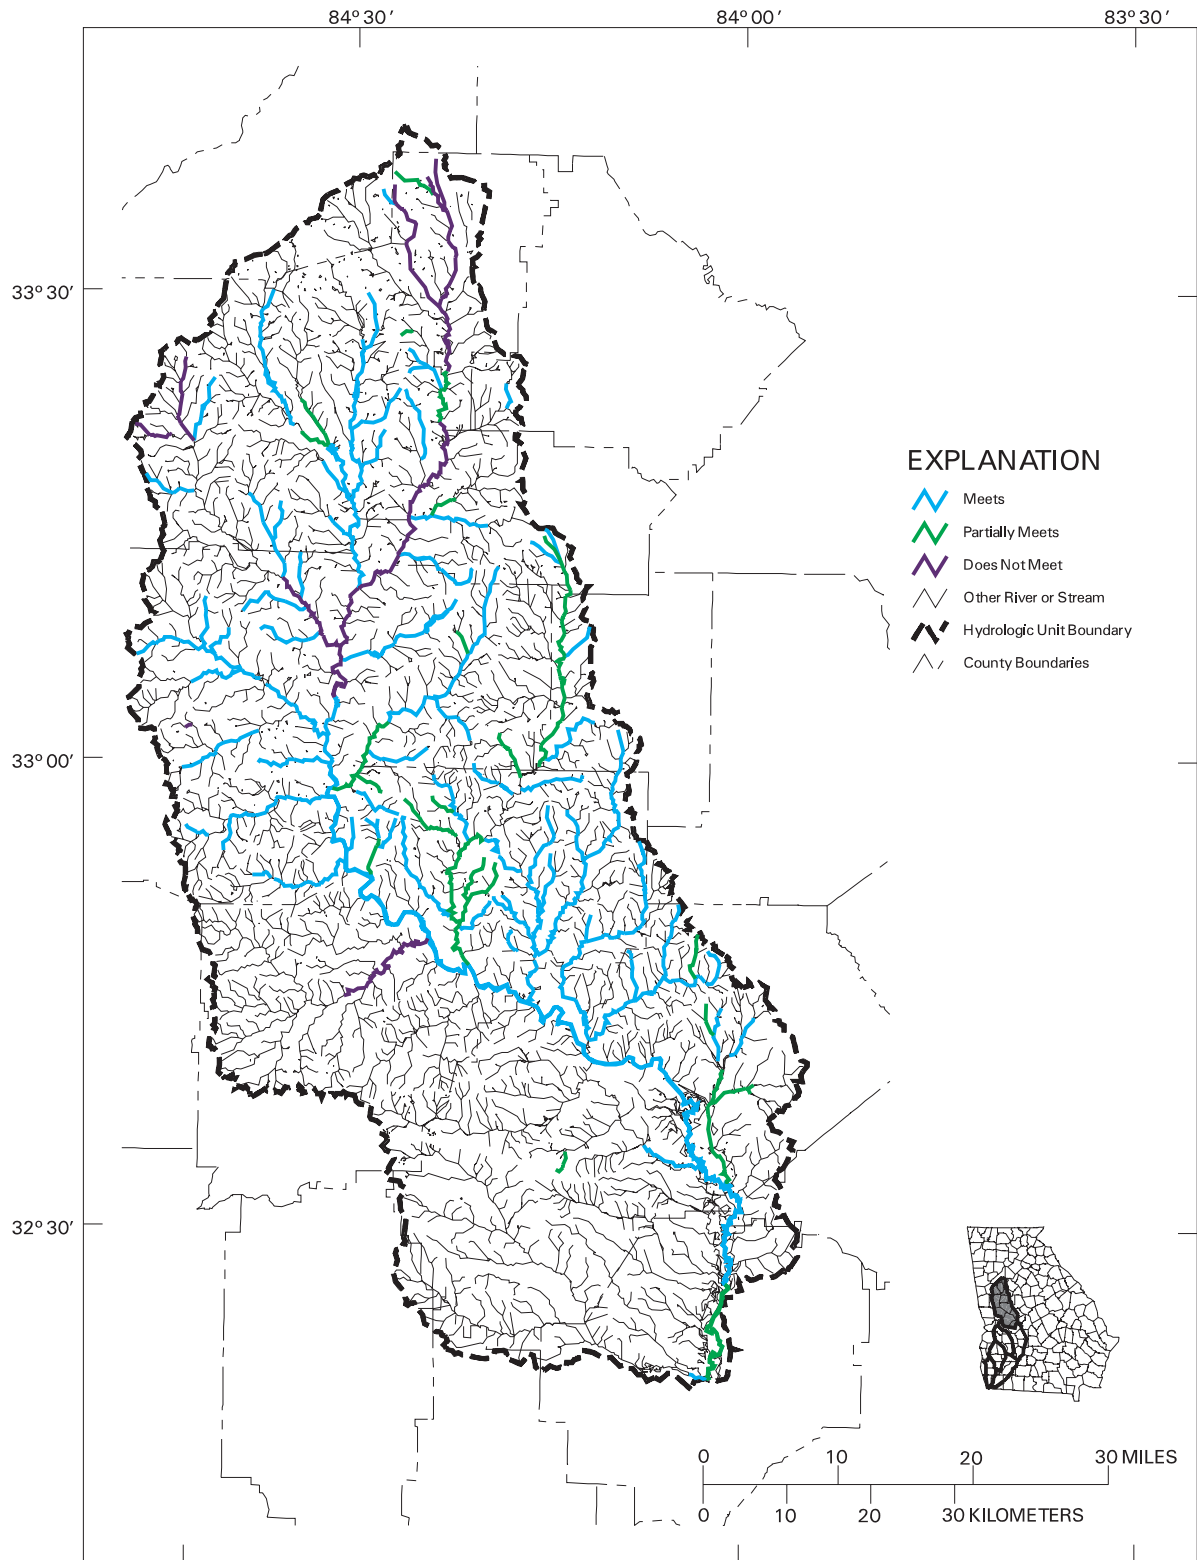 84° 30′
84° 00′
83° 30′
33° 30′
EXPLANATION
Meets
Partially Meets
Does Not Meet
Other River or Stream
Hydrologic Unit Boundary
County Boundaries
33° 00′
32° 30′
0 10 20 30 MILES
0 10 20 30 KILOMETERS